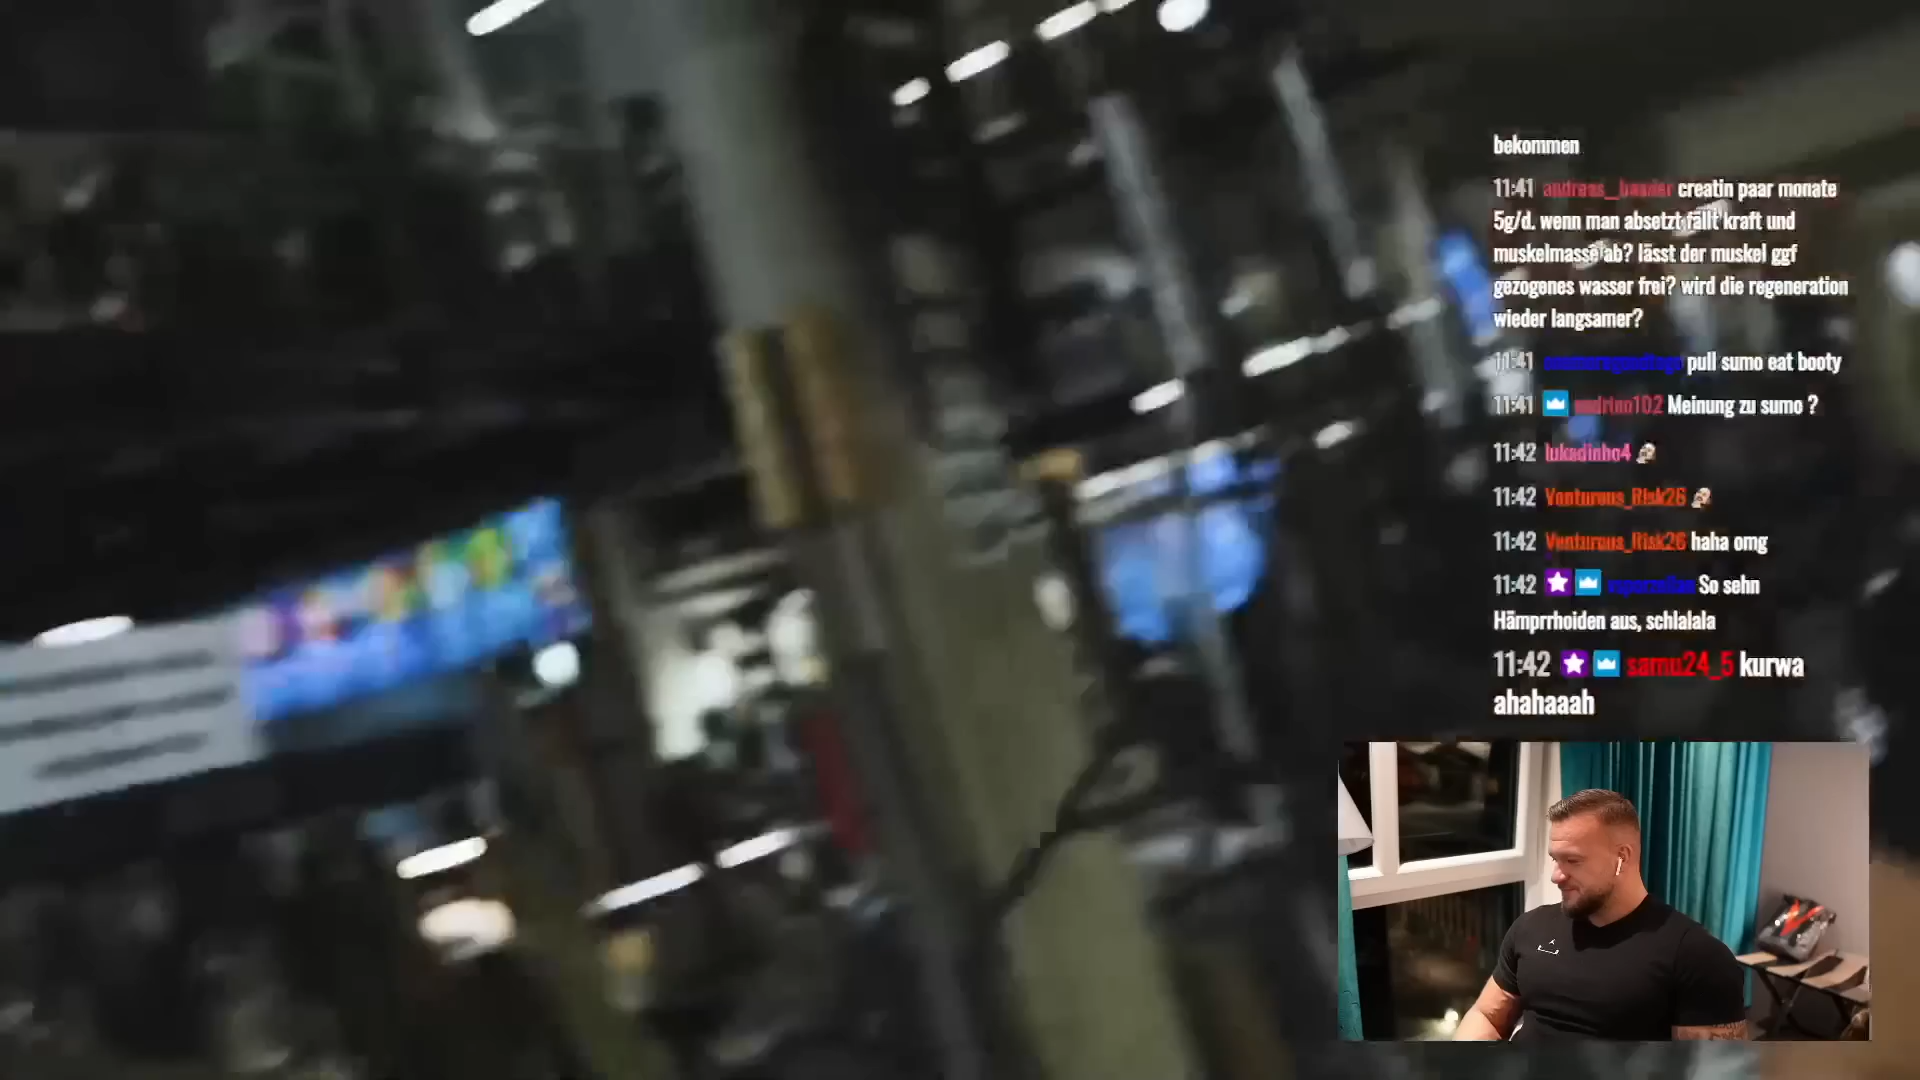 bekommen
11:41 creatin paar monate
5g/d. wenn man absetzt fällt kraft und
muskelmasse ab? lässt der muskel ggf
gezogenes wasser frei? wird die regeneration
wieder langsamer?
11:41 pull sumo eat booty
11:41 andrino102 Meinung zu sumo ?
11:42 lukadinho4
11:42 Venturous_Risk26
11:42 Venturous_Risk26 haha omg
11:42 So sehn
Hämprrhoiden aus, schlalala
11:42 samu24_5 kurwa
ahahaaah